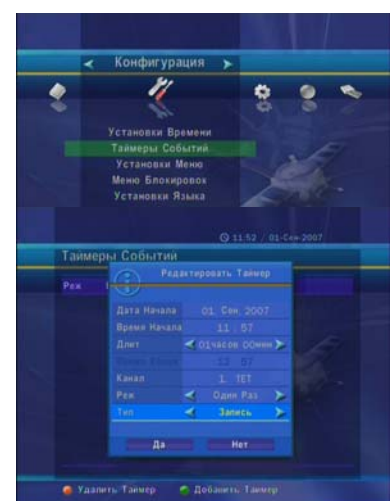 Конфигурация
Установки Времени
Таймеры Событий
Установки Меню
Меню Блокировок
Установки Языка
11:52 / 01-Сен-2007
Таймеры Событий
Реж
Редактировать Таймер
Дата Начала 01. Сен. 2007
Время Начала 11 : 57
Длит 01часов 00мин
12 : 57
Канал 1. ТЕТ
Реж Один Раз
Тип Запись
Да Нет
Удалить Таймер Добавить Таймер